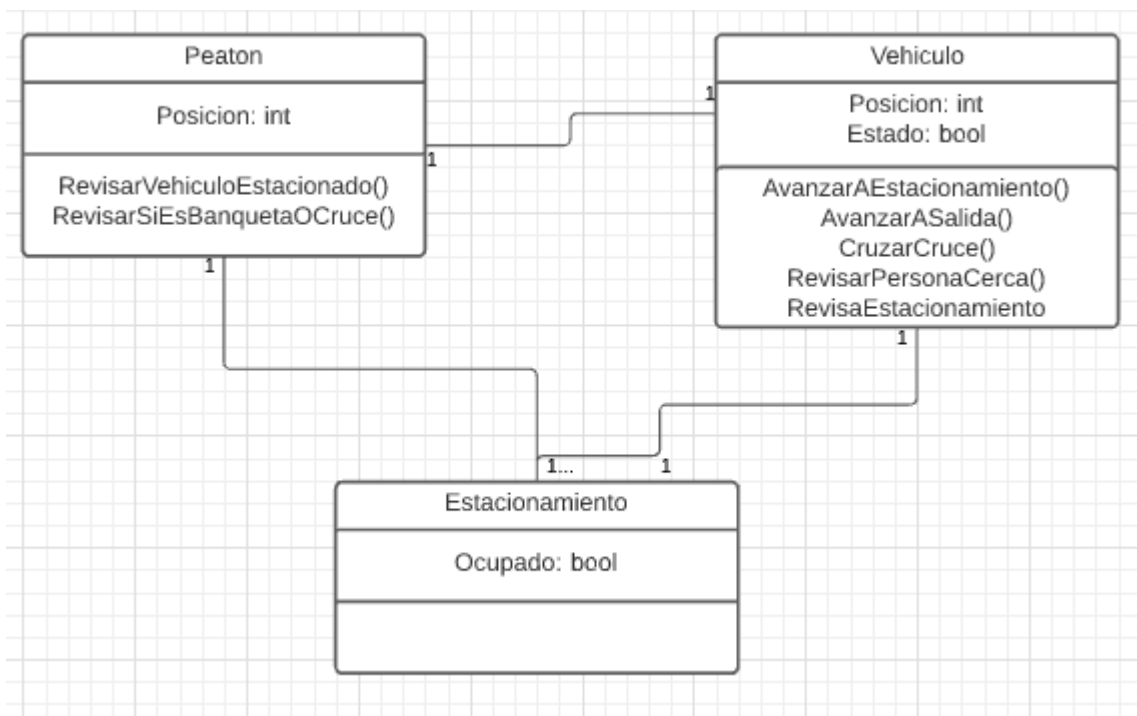 Peaton
Posicion: int
RevisarVehiculoEstacionado()
RevisarSiEsBanquetaOCruce()
1
1
1
Vehiculo
Posicion: int
Estado: bool
AvanzarAEstacionamiento()
AvanzarASalida()
CruzarCruce()
RevisarPersonaCerca()
RevisaEstacionamiento
1
1...
1
Estacionamiento
Ocupado: bool